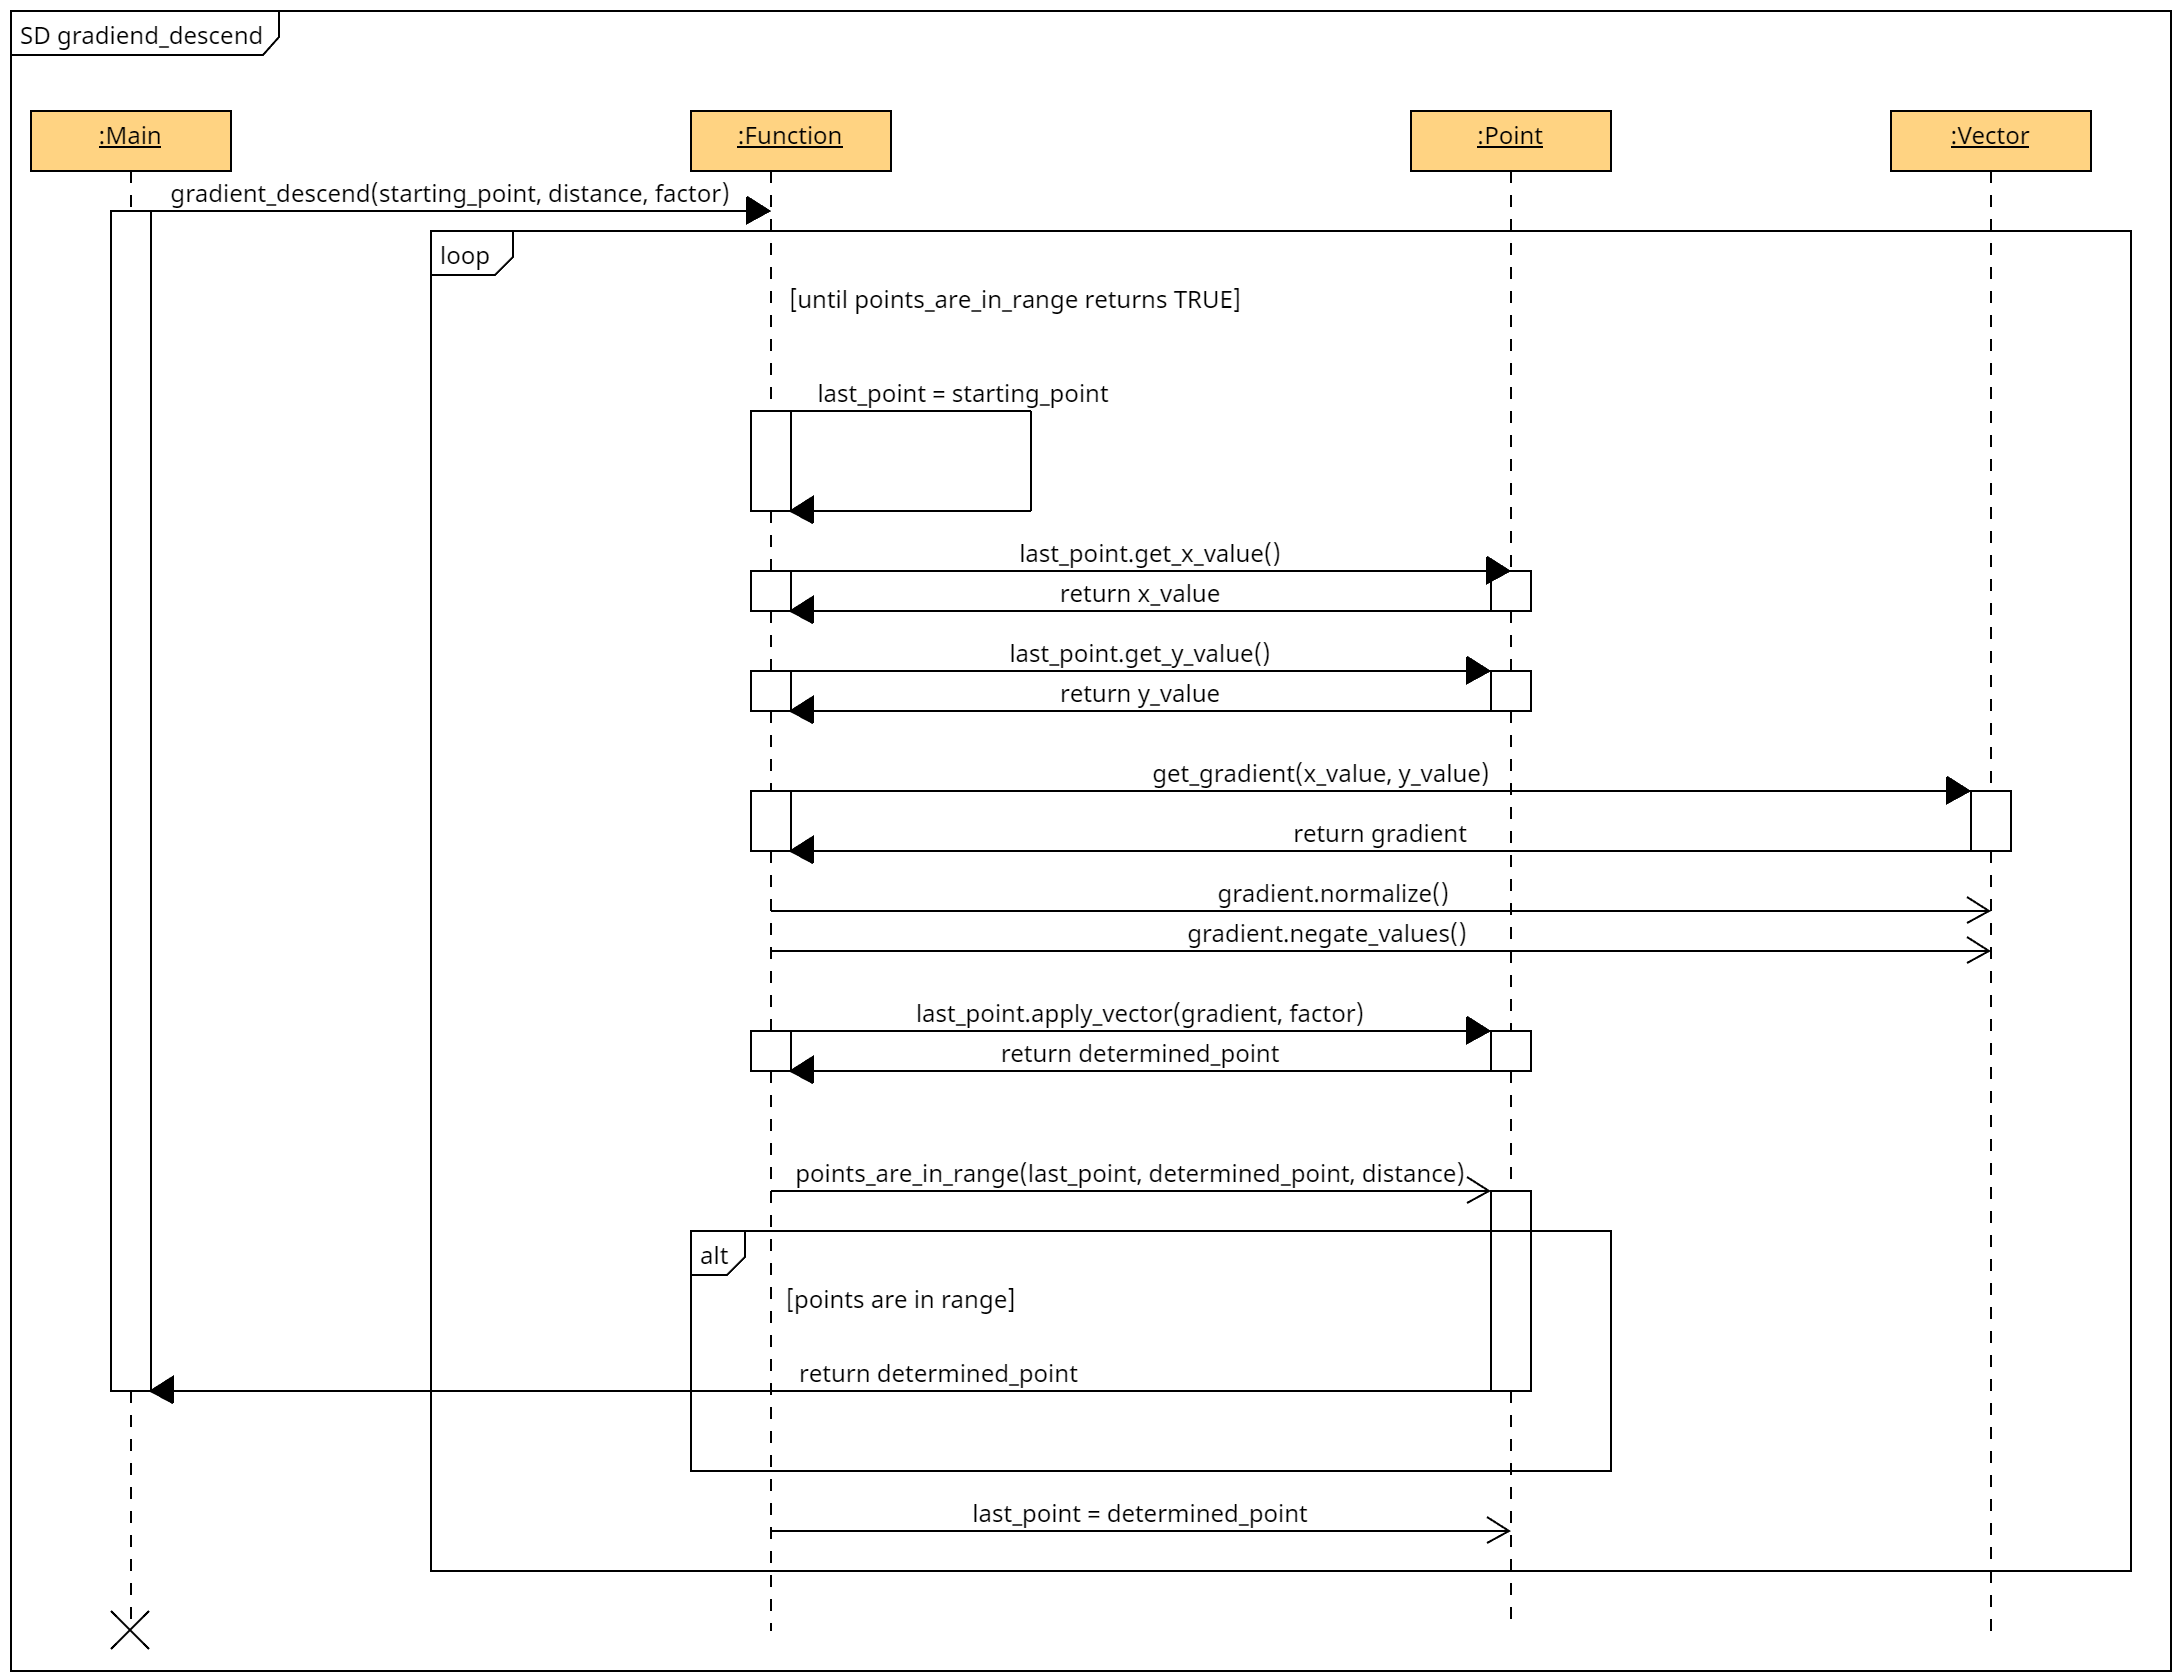 SD gradiend_descend
:Main
:Function
:Point
:Vector
gradient_descend(starting_point, distance, factor)
loop
[until points_are_in_range returns TRUE]
last_point = starting_point
last_point.get_x_value()
return x_value
last_point.get_y_value()
return y_value
get_gradient(x_value, y_value)
return gradient
gradient.normalize()
gradient.negate_values()
last_point.apply_vector(gradient, factor)
return determined_point
points_are_in_range(last_point, determined_point, distance)
alt
[points are in range]
return determined_point
last_point = determined_point